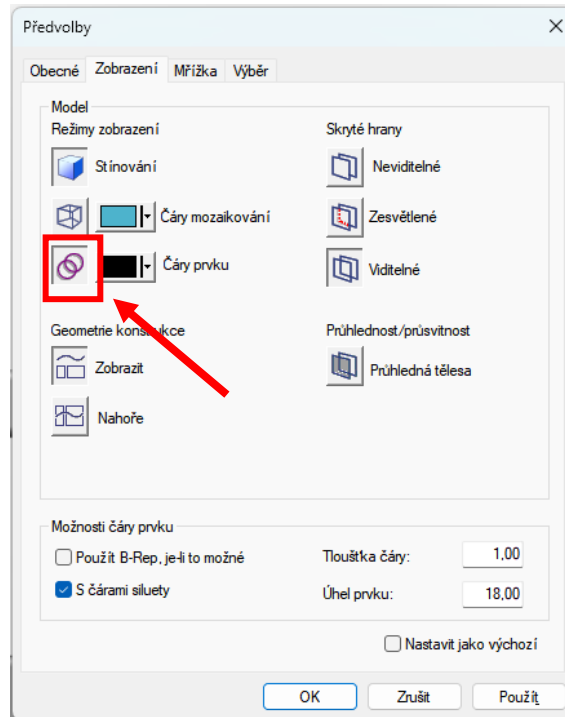 Předvolby
Obecné Zobrazení Mřížka Výběr
Model
Režimy zobrazení Skryté hrany
Stínování Neviditelné
Čáry mozaikování Zesvětlené
Čáry prvku Viditelné
Geometrie konstrukce Průhlednost/průsvitnost
Zobrazit Průhledná tělesa
Nahoře
Možnosti čáry prvku
Použít B-Rep, je-li to možné Tloušťka čáry: 1,00
S čárami siluety Úhel prvku: 18,00
Nastavit jako výchozí
OK Zrušit Použít